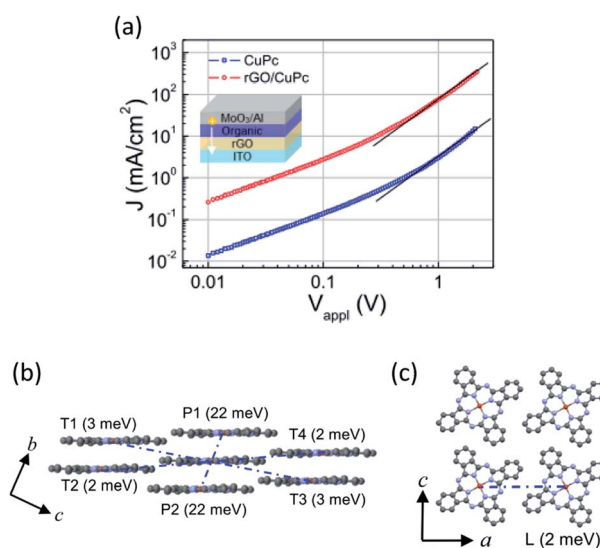 (a)
CuPc
rGO/CuPc
MoO₃/Al
Organic
rGO
ITO
J (mA/cm²)
10³
10²
10¹
10⁰
10⁻¹
10⁻²
0.01
0.1
1
V_appl (V)
(b)
T1 (3 meV)
P1 (22 meV)
T4 (2 meV)
T2 (2 meV)
P2 (22 meV)
T3 (3 meV)
b
c
(c)
c
a
L (2 meV)